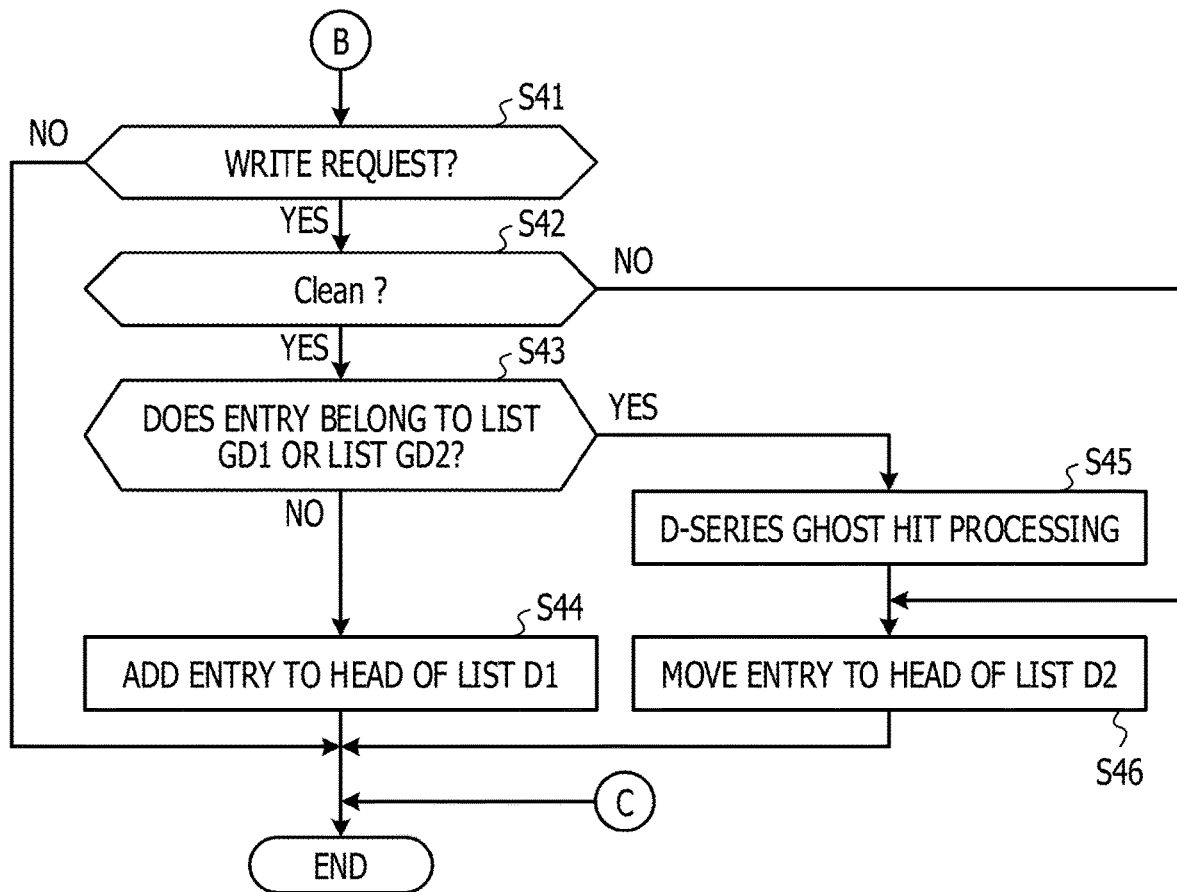 B
S41
NO
WRITE REQUEST?
YES
S42
NO
Clean ?
YES
S43
DOES ENTRY BELONG TO LIST
GD1 OR LIST GD2?
YES
NO
S45
D-SERIES GHOST HIT PROCESSING
S44
ADD ENTRY TO HEAD OF LIST D1
MOVE ENTRY TO HEAD OF LIST D2
S46
C
END